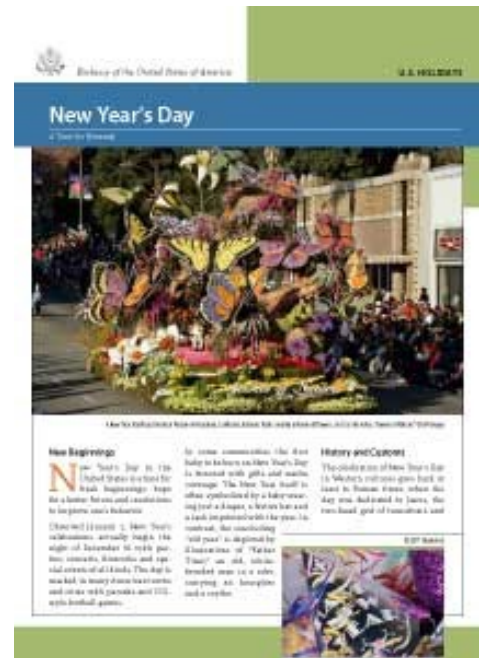 Embassy of the United States of America
U.S. HOLIDAYS
New Year's Day
A Time for Renewal
New Beginnings
New Year's Day in the
United States is a time for
fresh beginnings: hope
for a better future and resolutions
to improve one's behavior.
Observed January 1, New Year's
celebrations actually begin the
night of December 31 with par-
ties, concerts, fireworks and spe-
cial events of all kinds. The day is
marked in many
and cities with parades and U.S.-
style football games.
In some communities the first
baby to be born on New Year's Day
is honored with gifts and media
coverage. The New Year itself is
often symbolized by a baby wear-
ing just a diaper, a festive hat and
a sash imprinted with the year. In
contrast, the concluding
"old year" is depicted by
illustrations of "Father
Time," an old, white-
bearded man in a robe,
carrying an hourglass
and a scythe.
History and Customs
The celebration of New Year's Day
in Western cultures goes back at
least to Roman times when the
day was dedicated to Janus, the
two-faced god of transitions and